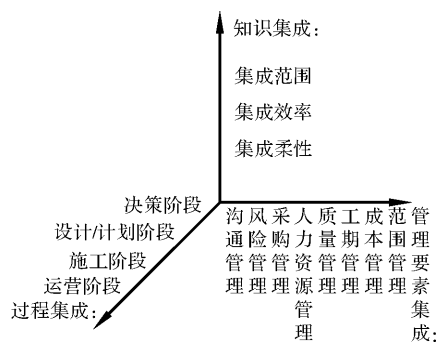 知识集成：
集成范围
集成效率
集成柔性
决策阶段
设计/计划阶段
施工阶段
运营阶段
过程集成：
沟通管理
风险管理
采购管理
人力资源管理
质量管理
工期管理
成本管理
范围管理
管理要素集成：